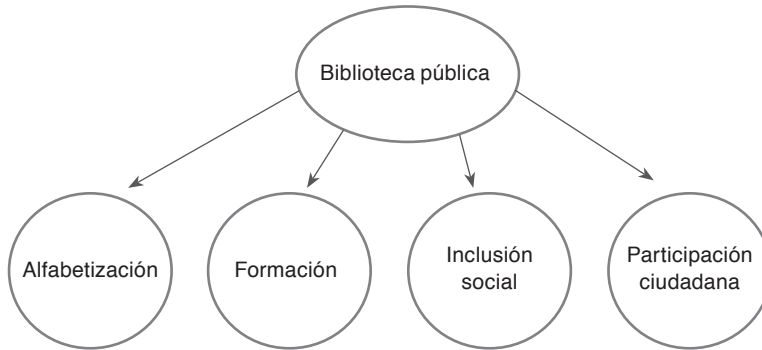 Biblioteca pública
Alfabetización
Formación
Inclusión
social
Participación
ciudadana